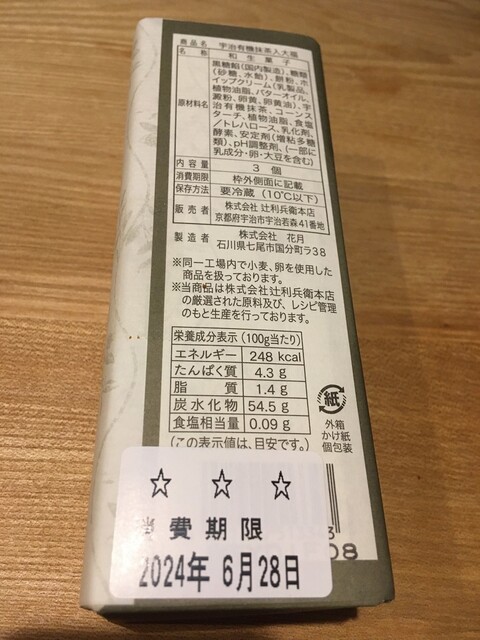 商品名 宇治有機抹茶入大福
名称 和生菓子
原材料名 黒糖餡(国内製造)、糖類
(砂糖、水飴)、餅粉、ホ
イップクリーム(乳製品、
植物油脂、バターオイル、
澱粉、卵黄、卵黄油)、宇
治有機抹茶、コーンス
ターチ、植物油脂、食塩
/トレハロース、乳化剤、
酵素、安定剤(増粘多糖
類)、pH調整剤、(一部に
乳成分・卵・大豆を含む)
内容量 3個
消費期限 枠外側面に記載
保存方法 要冷蔵(10℃以下)
販売者 株式会社 辻利兵衛本店
京都府宇治市宇治若森41番地
製造者 株式会社 花月
石川県七尾市国分町ラ38
※同一工場内で小麦、卵を使用した
商品を扱っております。
※当商品は株式会社辻利兵衛本店
の厳選された原料及び、レシピ管理
のもと生産を行っております。
栄養成分表示(100g当たり)
エネルギー 248 kcal
たんぱく質 4.3 g
脂質 1.4 g
炭水化物 54.5 g
食塩相当量 0.09 g
(この表示値は、目安です。)
紙
外箱
かけ紙
個包装
☆ ☆ ☆
消費期限
2024年 6月28日
3
08